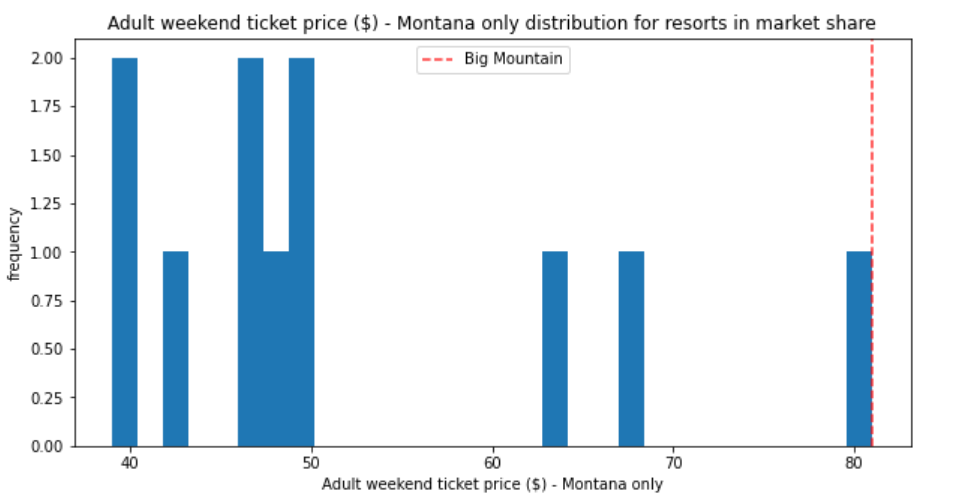 Adult weekend ticket price ($) - Montana only distribution for resorts in market share
Big Mountain
2.00
1.75
1.50
1.25
1.00
0.75
0.50
0.25
0.00
frequency
40 50 60 70 80
Adult weekend ticket price ($) - Montana only